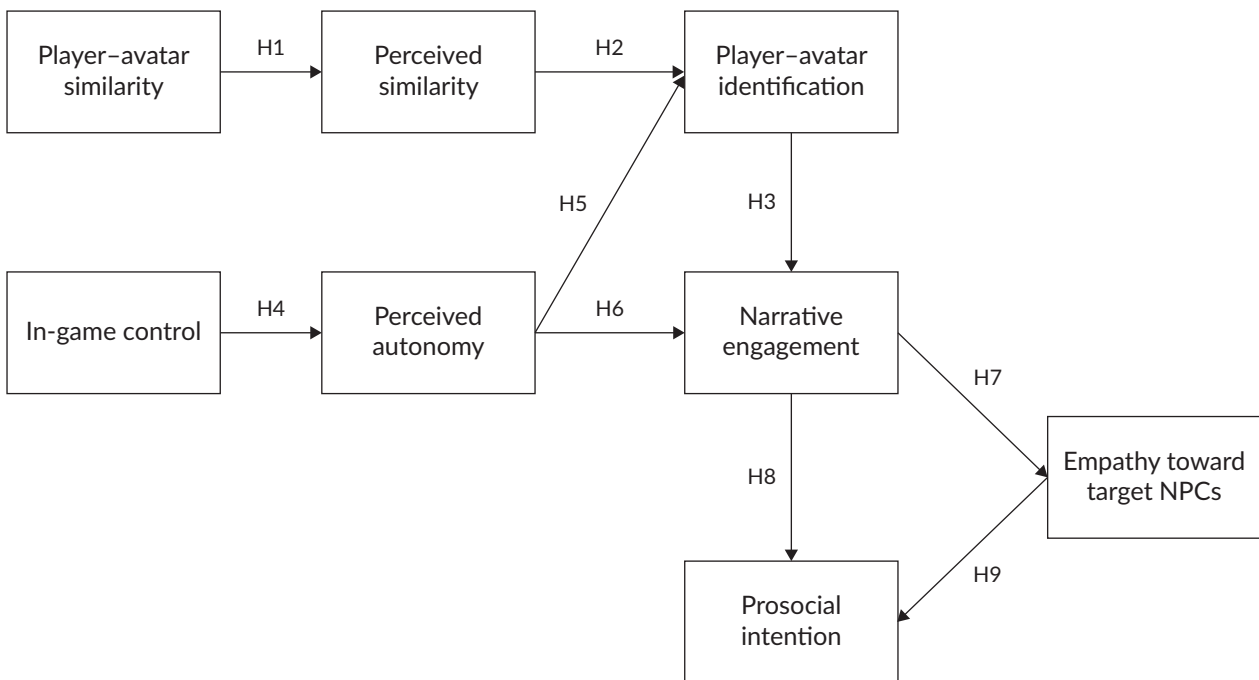 Player–avatar
similarity
H1
Perceived
similarity
H2
Player–avatar
identification
H5
H3
In-game control
H4
Perceived
autonomy
H6
Narrative
engagement
H7
H8
Empathy toward
target NPCs
H9
Prosocial
intention